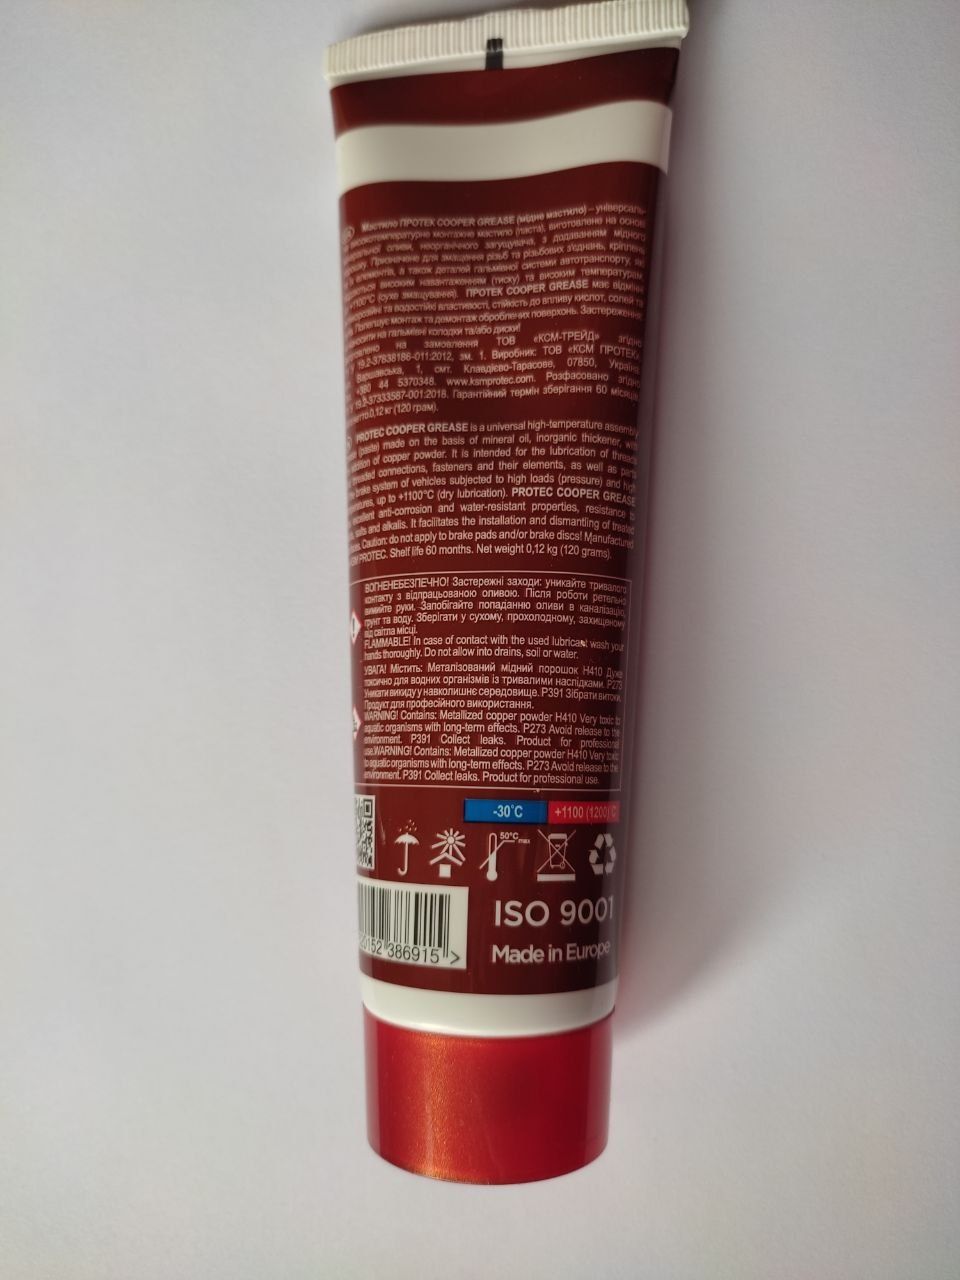 Мастило ПРОТЕК COOPER GREASE (мідне мастило) – універсаль-
високотемпературне монтажне мастило (паста), виготовлене на основі
оливи, неорганічного загущувача, з додаванням мідного
Призначене для змащення різьб та різьбових з'єднань, кріплень
елементів, а також деталей гальмівної системи автотранспорту, які
високим навантаженням (тиску) та високим температурам
+1100°C (сухе змащування). ПРОТЕК COOPER GREASE має відмінні
та водостійкі властивості, стійкість до впливу кислот, солей та
Полегшує монтаж та демонтаж оброблених поверхонь. Застереження:
наносити на гальмівні колодки та/або диски!
на замовлення ТОВ «КСМ-ТРЕЙД» згідно
У 19.2-37838186-011:2012, зм. 1. Виробник: ТОВ «КСМ ПРОТЕК»
Варшавська, 1, смт. Клавдієво-Тарасове, 07850, Україна
+380 44 5370348. www.ksmprotec.com. Розфасовано згідно
У 19.2-37333587-001:2018. Гарантійний термін зберігання 60 місяців.
0,12 кг (120 грам).
PROTEC COOPER GREASE is a universal high-temperature assembly
(paste) made on the basis of mineral oil, inorganic thickener, with
addition of copper powder. It is intended for the lubrication of threads
threaded connections, fasteners and their elements, as well as parts
brake system of vehicles subjected to high loads (pressure) and high
up to +1100°C (dry lubrication). PROTEC COOPER GREASE
excellent anti-corrosion and water-resistant properties, resistance to
salts and alkalis. It facilitates the installation and dismantling of treated
Caution: do not apply to brake pads and/or brake discs! Manufactured
KSM PROTEC. Shelf life 60 months. Net weight 0,12 kg (120 grams).
ВОГНЕНЕБЕЗПЕЧНО! Застережні заходи: уникайте тривалого
контакту з відпрацьованою оливою. Після роботи ретельно
вимийте руки. Запобігайте попаданню оливи в каналізацію,
ґрунт та воду. Зберігати у сухому, прохолодному, захищеному
від світла місці.
FLAMMABLE! In case of contact with the used lubricant wash your
hands thoroughly. Do not allow into drains, soil or water.
УВАГА! Містить: Металізований мідний порошок H410 Дуже
токсично для водних організмів із тривалими наслідками. P273
Уникати викиду у навколишнє середовище. P391 Зібрати витоки.
Продукт для професійного використання.
WARNING! Contains: Metallized copper powder H410 Very toxic to
aquatic organisms with long-term effects. P273 Avoid release to the
environment. P391 Collect leaks. Product for professional
use.WARNING! Contains: Metallized copper powder H410 Very toxic
to aquatic organisms with long-term effects. P273 Avoid release to the
environment. P391 Collect leaks. Product for professional use.
-30°C +1100 (1200)°C
50°C max
ISO 9001
152 386915 >
Made in Europe